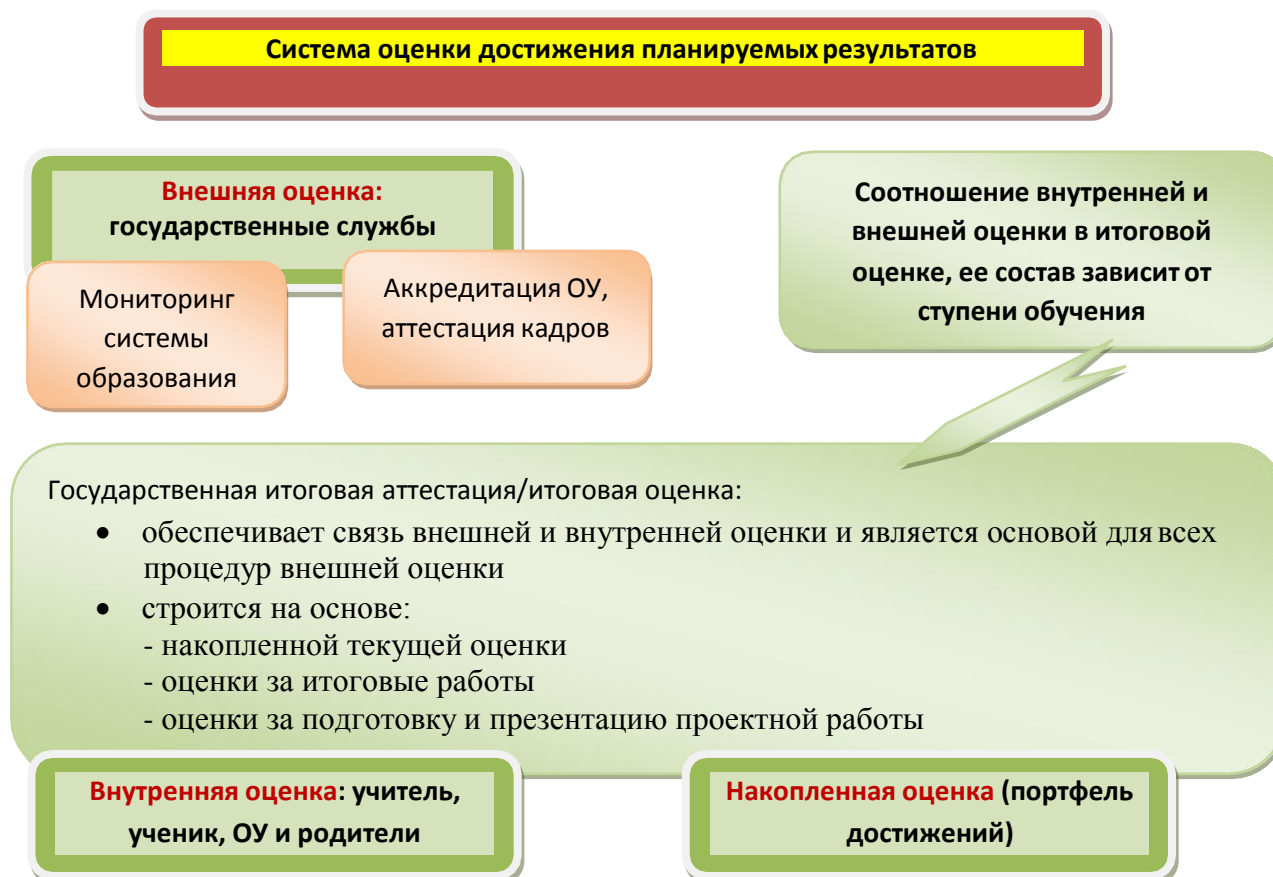 Система оценки достижения планируемых результатов
Внешняя оценка:
государственные службы
Мониторинг
системы
образования
Аккредитация ОУ,
аттестация кадров
Соотношение внутренней и
внешней оценки в итоговой
оценке, ее состав зависит от
ступени обучения
Государственная итоговая аттестация/итоговая оценка:
• обеспечивает связь внешней и внутренней оценки и является основой для всех
процедур внешней оценки
• строится на основе:
- накопленной текущей оценки
- оценки за итоговые работы
- оценки за подготовку и презентацию проектной работы
Внутренняя оценка: учитель,
ученик, ОУ и родители
Накопленная оценка (портфель
достижений)